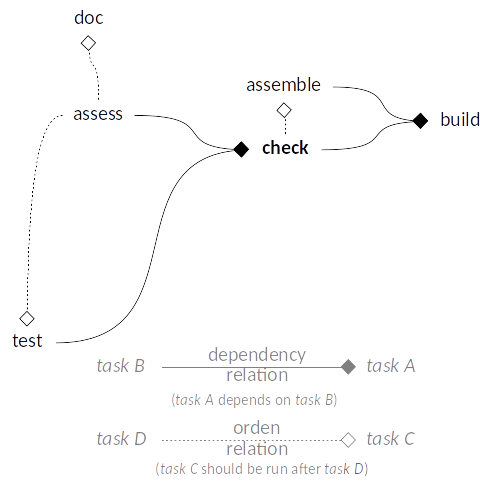 doc
assemble
assess
build
check
test
dependency
task B
task A
relation
(task A depends on task B)
orden
task D
task C
relation
(task C should be run after task D)